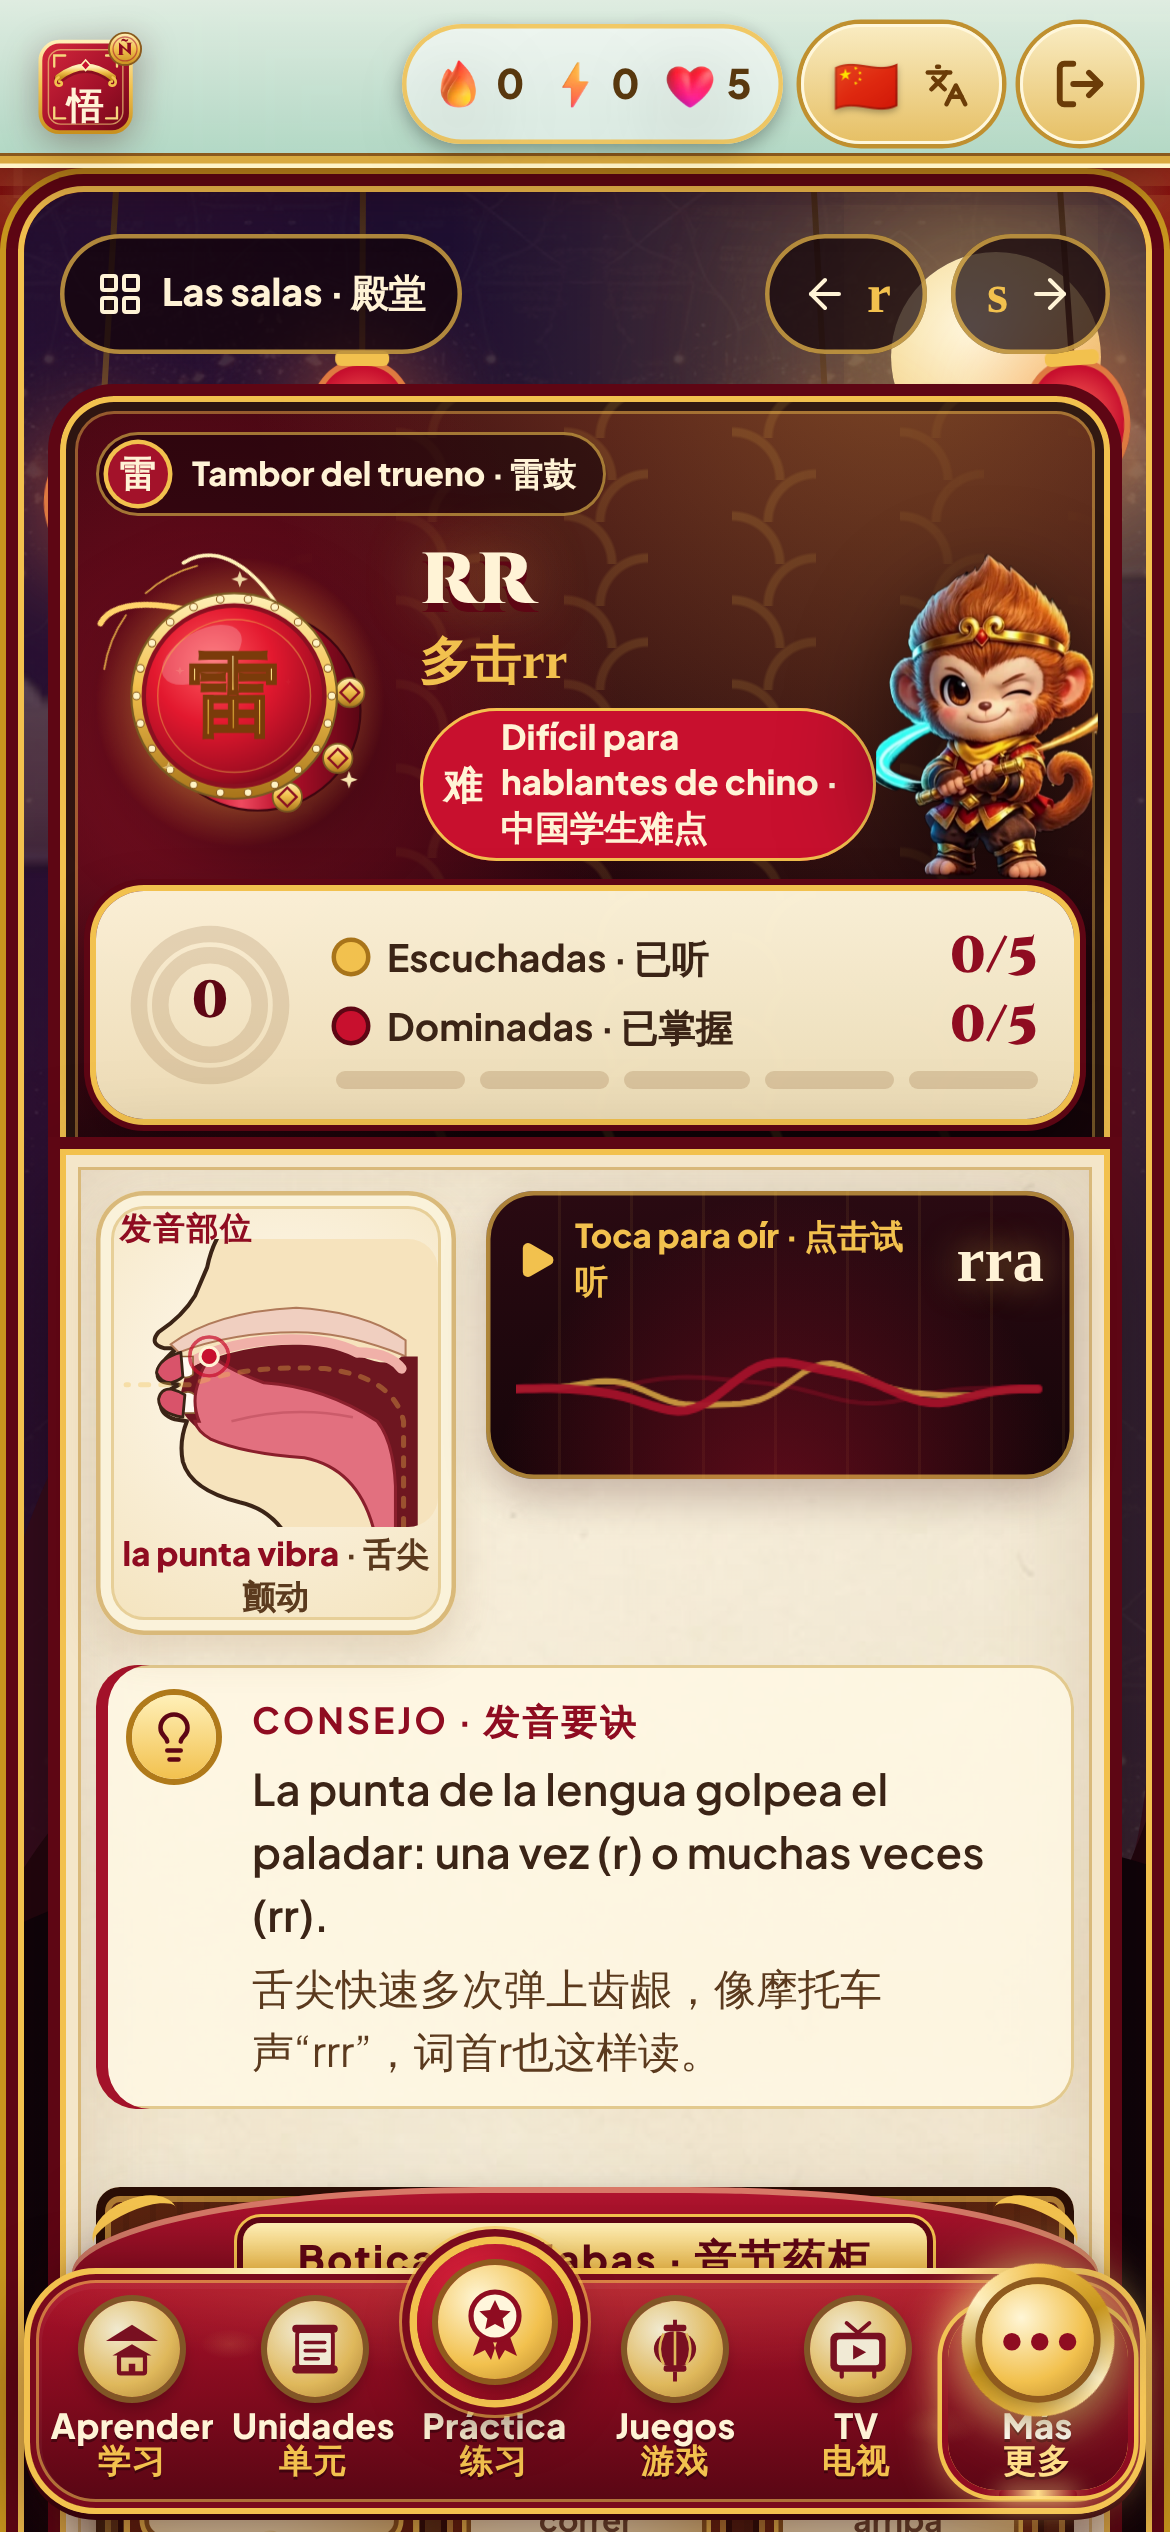 悟 Ñ
0 0 5
Las salas · 殿堂
r
s
雷 Tambor del trueno · 雷鼓
雷
RR
多击rr
难
Difícil para
hablantes de chino ·
中国学生难点
0
Escuchadas · 已听 0/5
Dominadas · 已掌握 0/5
发音部位
la punta vibra · 舌尖
颤动
Toca para oír · 点击试
听
rra
CONSEJO · 发音要诀
La punta de la lengua golpea el
paladar: una vez (r) o muchas veces
(rr).
舌尖快速多次弹上齿龈，像摩托车
声“rrr”，词首r也这样读。
· 音节药柜
Aprender Unidades Práctica Juegos TV Más
学习 单元 练习 游戏 电视 更多
correr